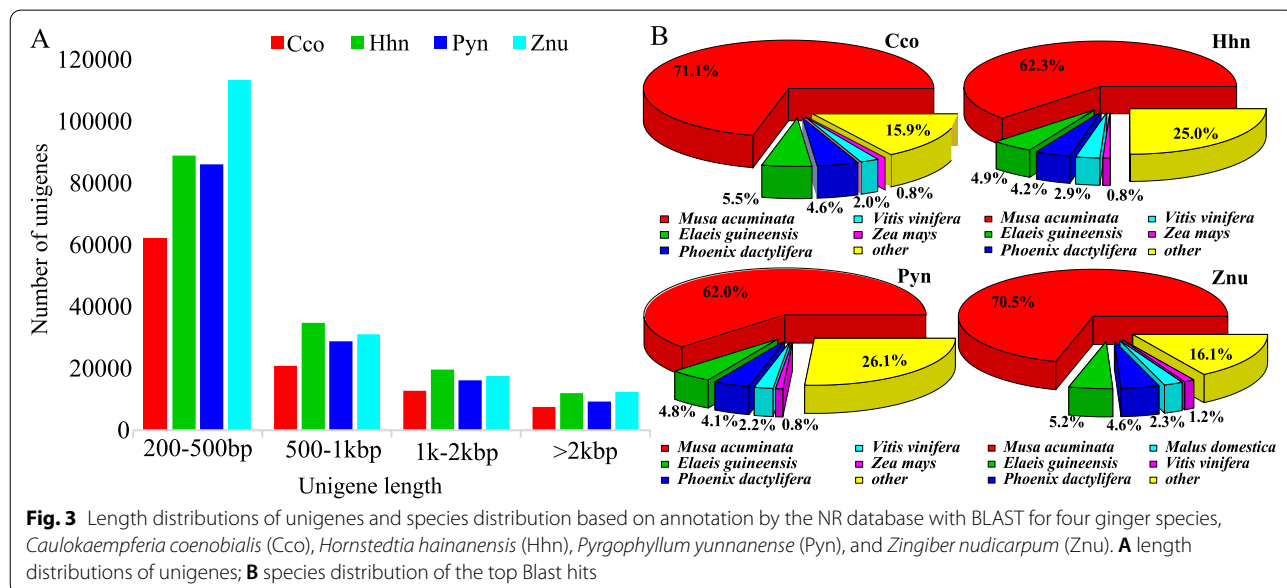 A
Cco Hhn Pyn Znu
120000
100000
80000
60000
40000
20000
0
Number of unigenes
200-500bp 500-1kbp 1k-2kbp >2kbp
Unigene length
B
Cco
71.1%
15.9%
5.5% 4.6% 2.0% 0.8%
Musa acuminata Vitis vinifera
Elaeis guineensis Zea mays
Phoenix dactylifera other
Hhn
62.3%
25.0%
4.9% 4.2% 2.9% 0.8%
Musa acuminata Vitis vinifera
Elaeis guineensis Zea mays
Phoenix dactylifera other
Pyn
62.0%
26.1%
4.8% 4.1% 2.2% 0.8%
Musa acuminata Vitis vinifera
Elaeis guineensis Zea mays
Phoenix dactylifera other
Znu
70.5%
16.1%
5.2% 4.6% 2.3% 1.2%
Musa acuminata Malus domestica
Elaeis guineensis Vitis vinifera
Phoenix dactylifera other
Fig. 3 Length distributions of unigenes and species distribution based on annotation by the NR database with BLAST for four ginger species,
Caulokaempferia coenobialis (Cco), Hornstedtia hainanensis (Hhn), Pyrgophyllum yunnanense (Pyn), and Zingiber nudicarpum (Znu). A length
distributions of unigenes; B species distribution of the top Blast hits